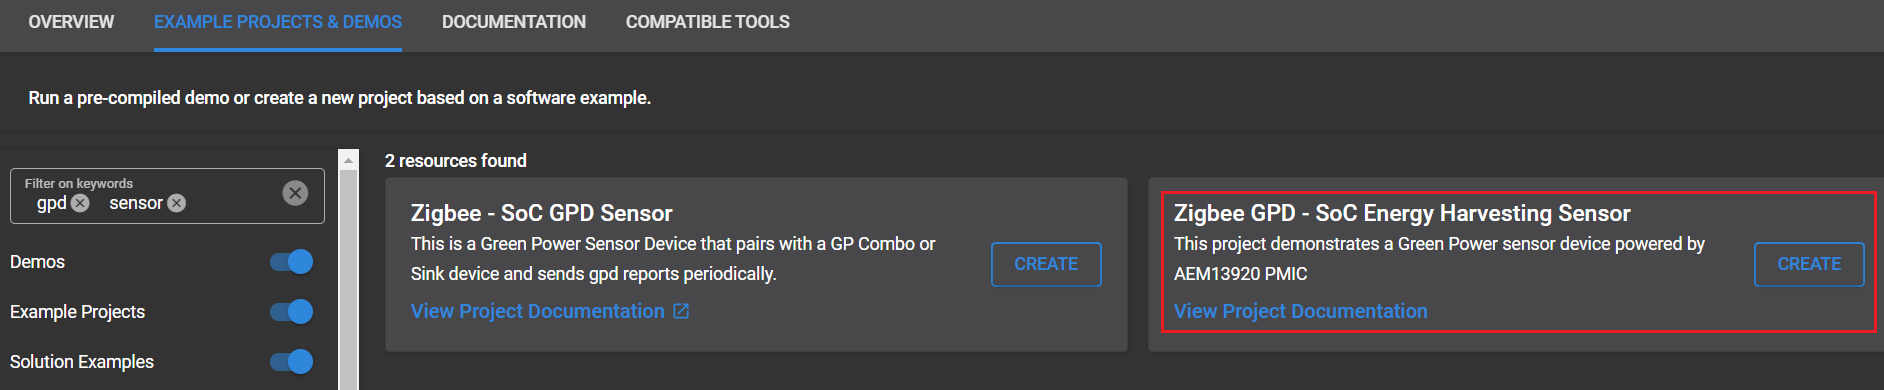 OVERVIEW EXAMPLE PROJECTS & DEMOS DOCUMENTATION COMPATIBLE TOOLS
Run a pre-compiled demo or create a new project based on a software example.
Filter on keywords
gpd sensor
Demos
Example Projects
Solution Examples
2 resources found
Zigbee - SoC GPD Sensor
This is a Green Power Sensor Device that pairs with a GP Combo or
Sink device and sends gpd reports periodically.
CREATE
View Project Documentation
Zigbee GPD - SoC Energy Harvesting Sensor
This project demonstrates a Green Power sensor device powered by
AEM13920 PMIC
CREATE
View Project Documentation